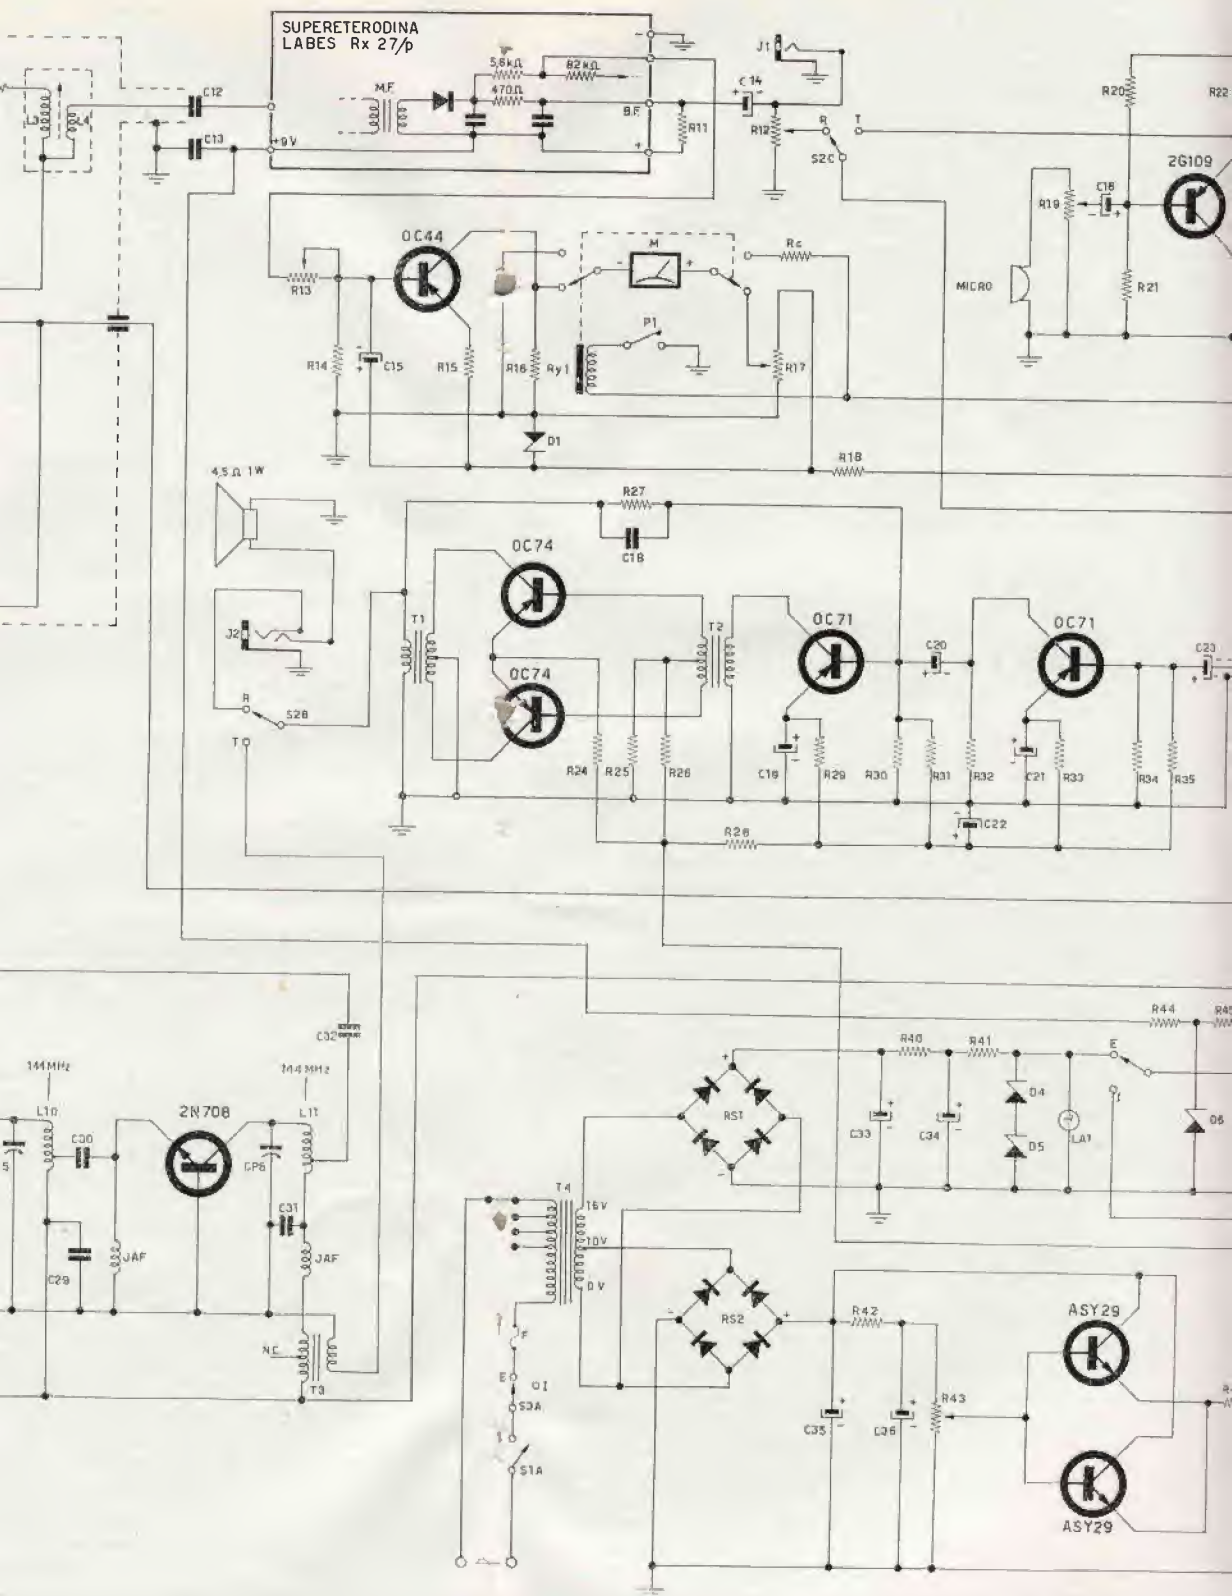 SUPERETERODINA
LABES Rx 27/p
M.F.
5,6kΩ
82kΩ
470Ω
B.F.
+9V
-
+
L3
L4
C12
C13
R11
C14
J1
R12
R
T
S2C
R20
R22
2G109
R19
C16
R21
MICRO
OC44
R13
R14
C15
R15
R16
Ry1
M
-
+
Rc
P1
R17
D1
R18
4,5Ω 1W
J2
R
S2B
T
R27
C18
OC74
OC74
T1
T2
R24
R25
R26
OC71
C19
R29
R30
R31
C20
R32
OC71
C21
R33
C22
R34
R35
C23
R28
C32
144MHz
L10
C30
2N708
144MHz
L11
CP6
C31
JAF
JAF
C29
5
N.C.
T3
T4
16V
10V
0V
F
E
I
S3A
S1A
RS1
RS2
R40
R41
C33
C34
D4
D5
LA1
E
I
R44
R45
D6
R42
R43
C35
C36
ASY29
ASY29